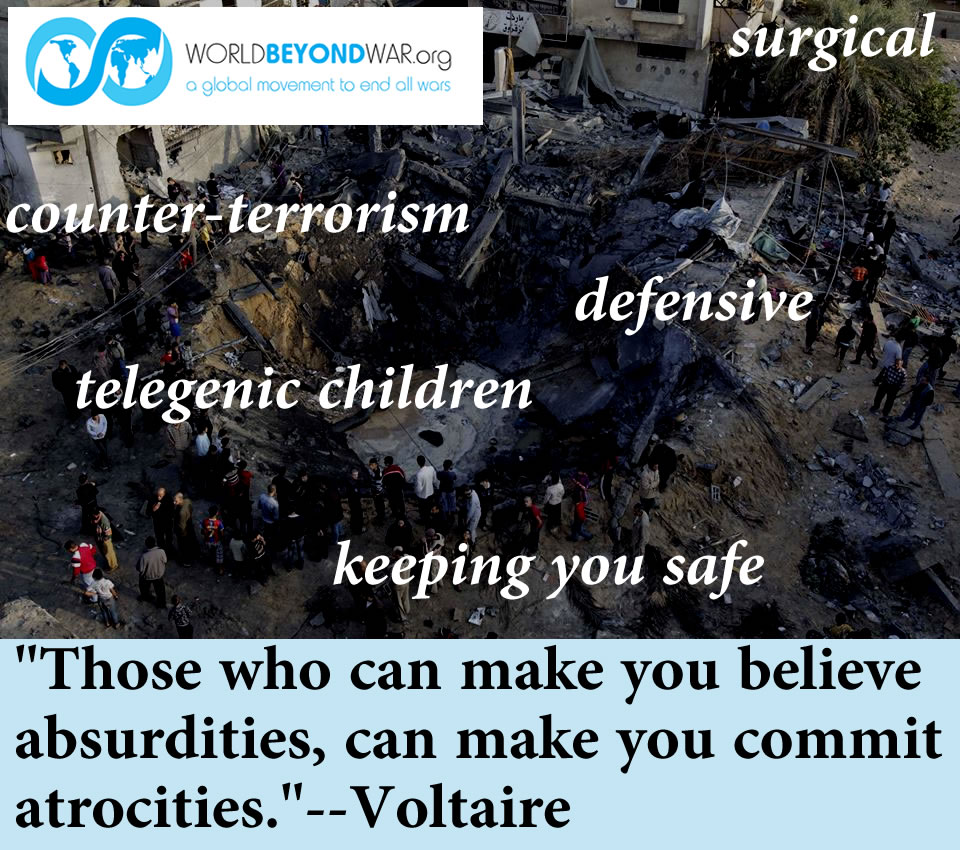 WORLDBEYONDWAR.org
a global movement to end all wars
surgical
counter-terrorism
defensive
telegenic children
keeping you safe
"Those who can make you believe
absurdities, can make you commit
atrocities."--Voltaire